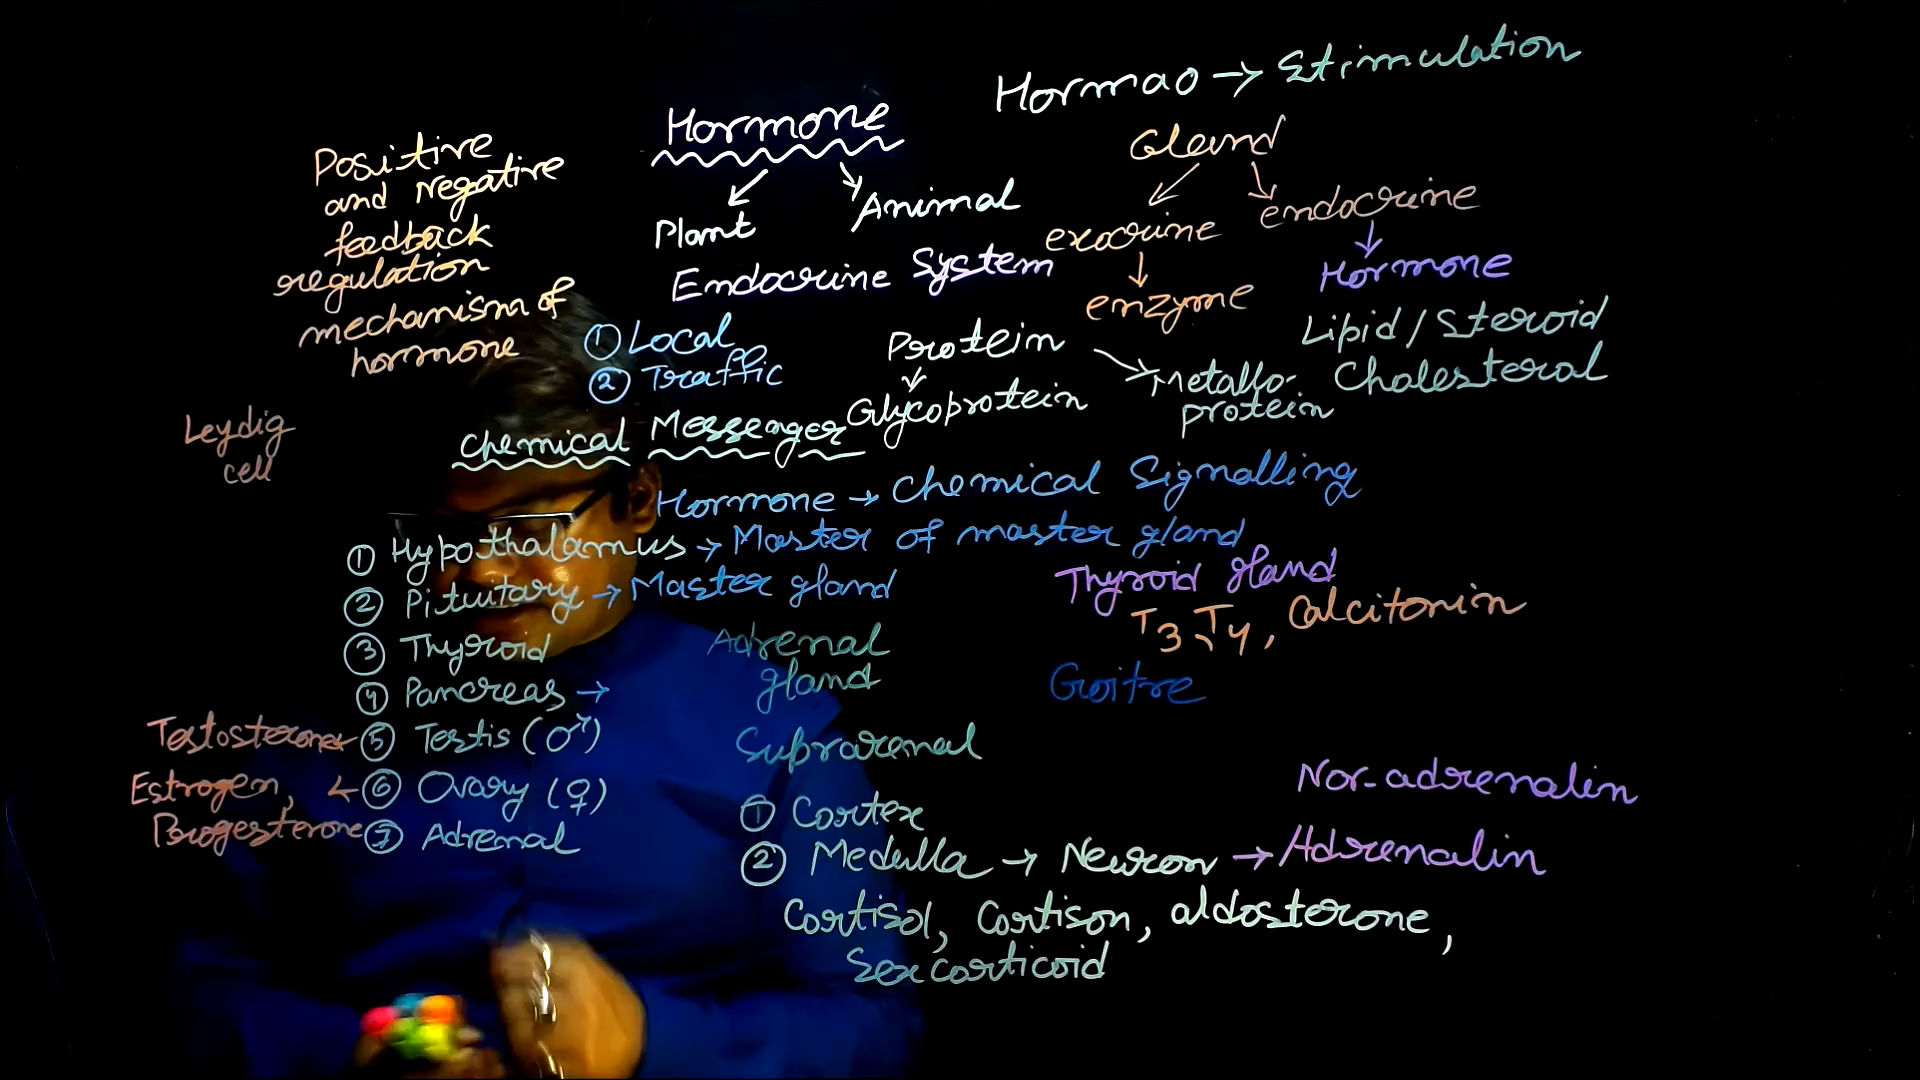 Hormao → Stimulation
Hormone
Plant
Animal
Endocrine System
① Local
② Traffic
Chemical Messenger
Positive
and Negative
feedback
regulation
mechanism of
hormone
Gland
exocrine
endocrine
enzyme
Hormone
Lipid / Steroid
Cholesteral
Protein
Glycoprotein
Metallo-
protein
Hormone → Chemical Signalling
Leydig
cell
① Hypothalamus → Master of master gland
② Pituitary → Master gland
③ Thyroid
④ Pancreas →
Testosterone ← ⑤ Testis (♂)
Estrogen, ← ⑥ Ovary (♀)
Progesterone
⑦ Adrenal
Thyroid gland
T3, T4, Calcitonin
Goitre
Adrenal
gland
Suprarenal
① Cortex
② Medulla → Neuron → Adrenalin
Nor-adrenalin
Cortisol, Cortison, aldosterone,
Sexcorticoid